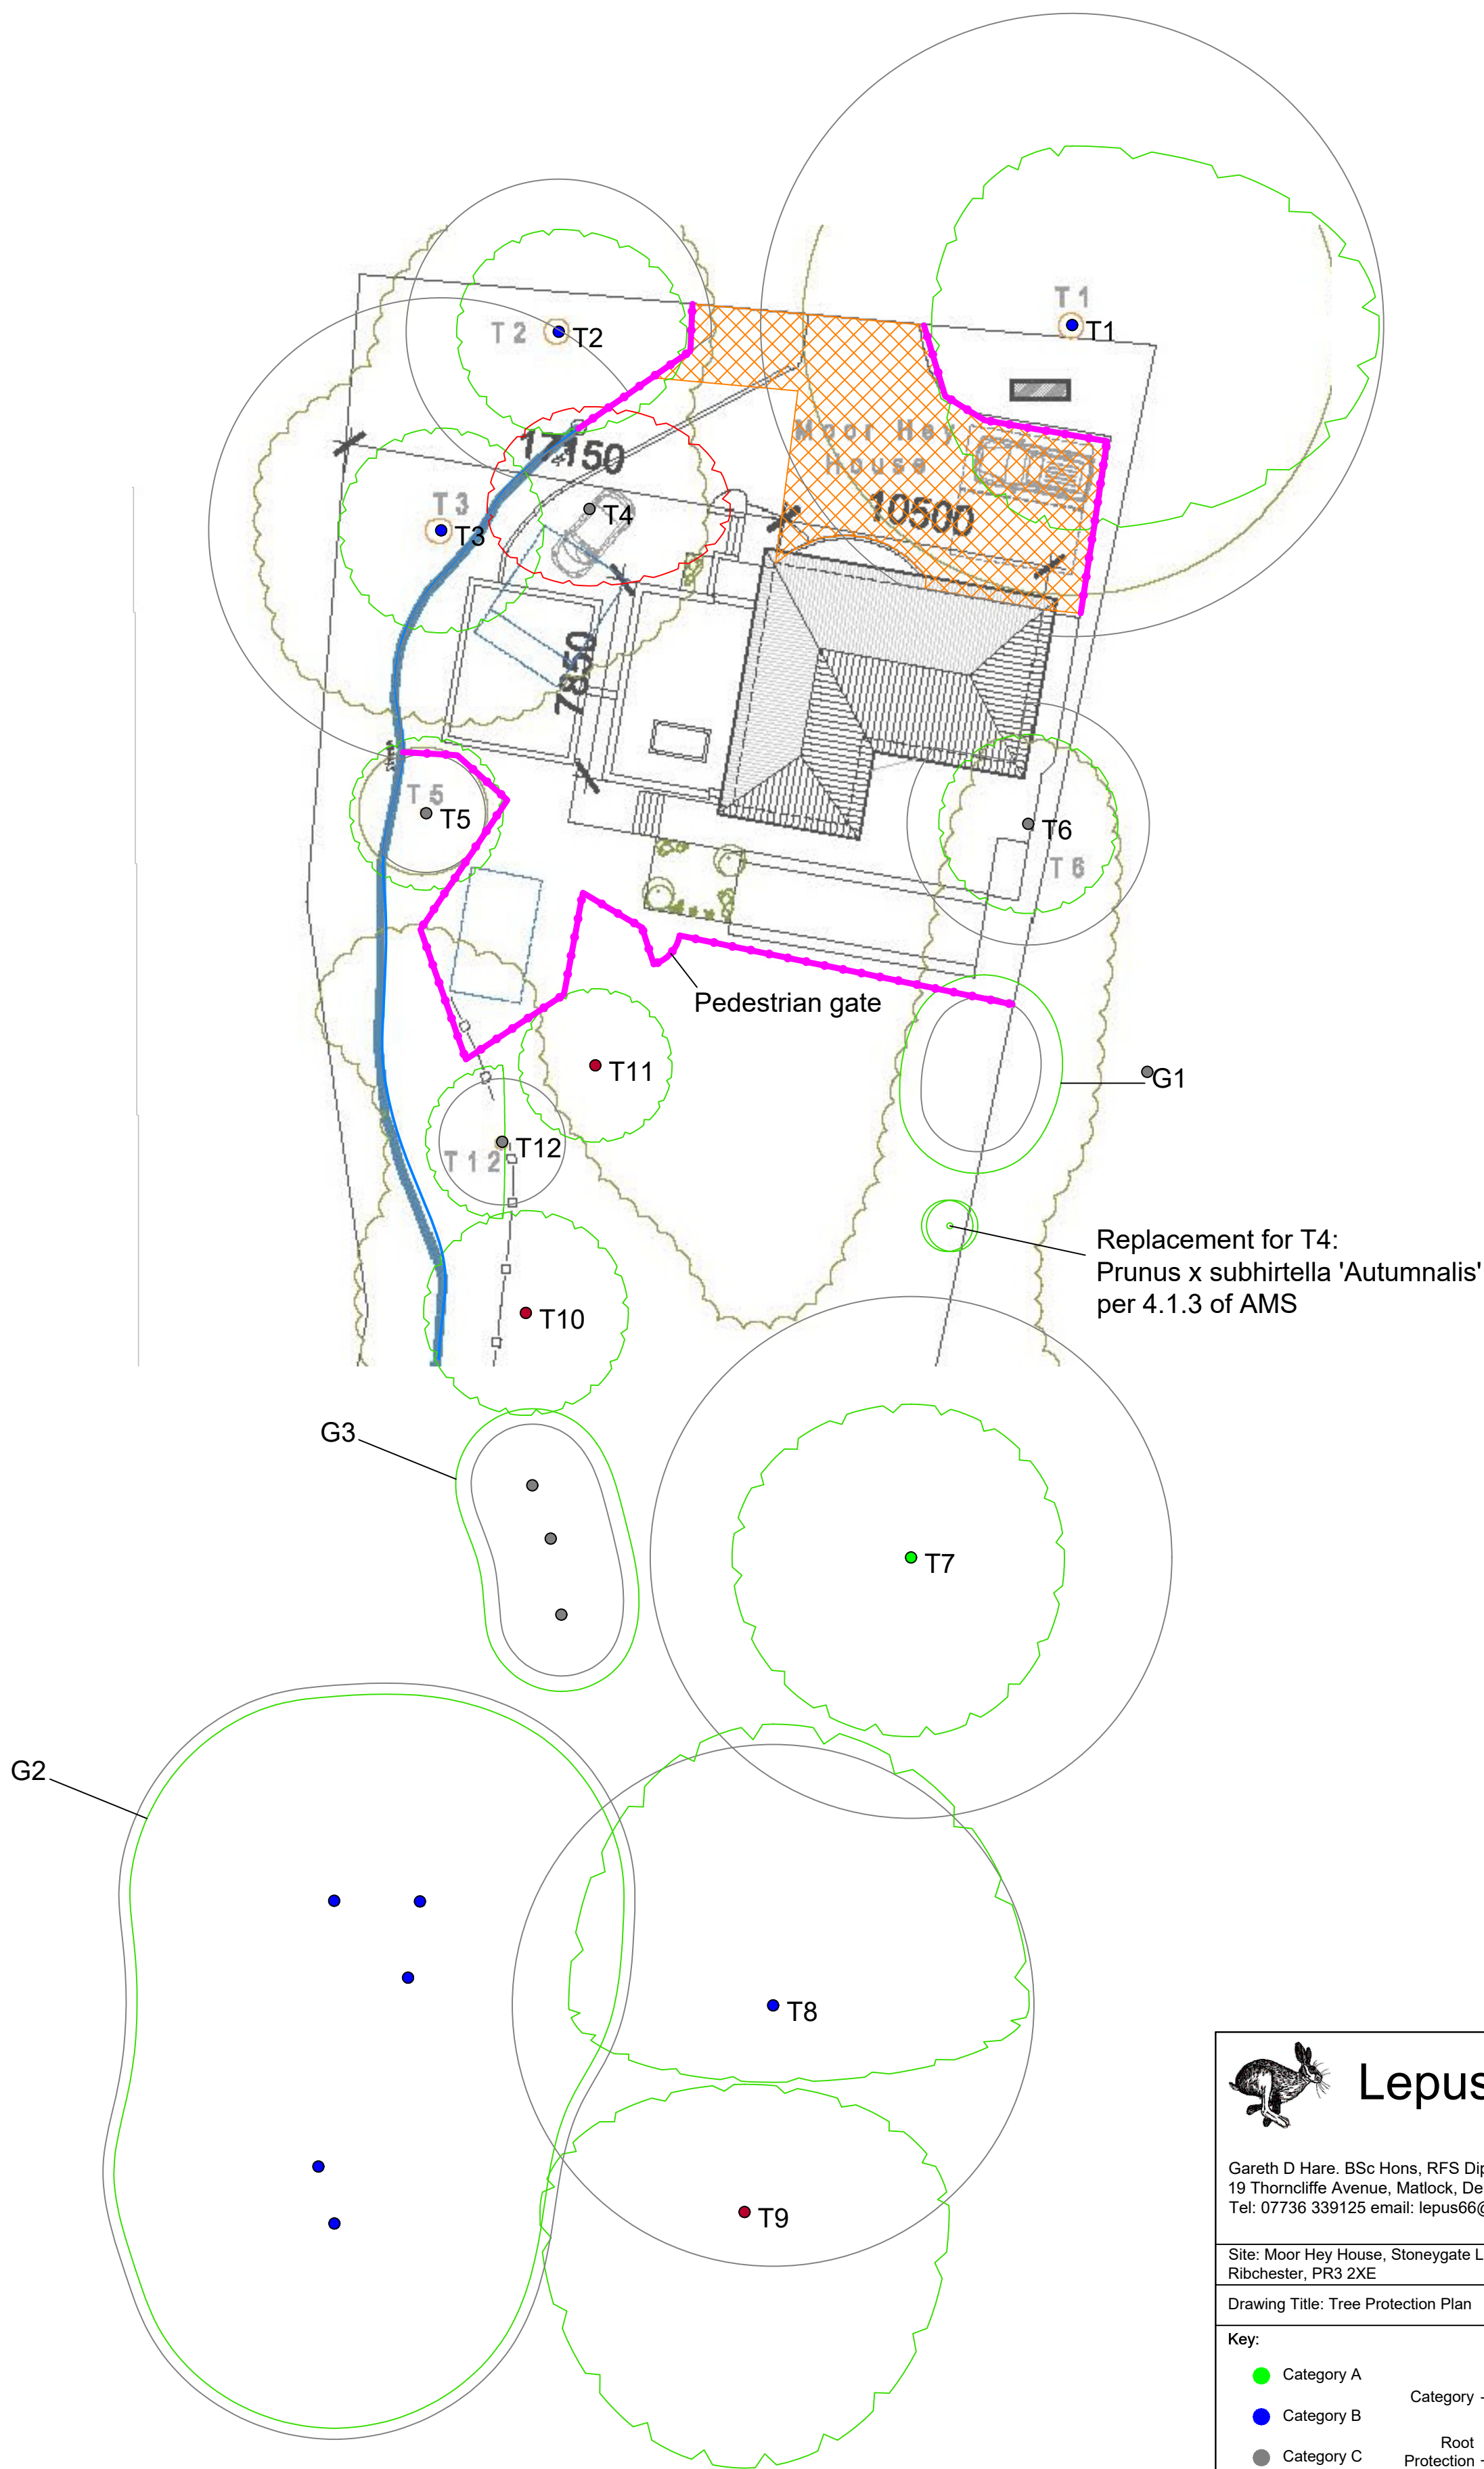 T 1
T1
T 2
T2
17150
Moor Hey
House
T 3
T3
T4
10500
7850
T 5
T5
T6
T 6
Pedestrian gate
T11
G1
T12
T 1 2
Replacement for T4:
Prunus x subhirtella 'Autumnalis'
per 4.1.3 of AMS
T10
G3
T7
G2
T8
T9
Lepus
Gareth D Hare. BSc Hons, RFS Dip
19 Thorncliffe Avenue, Matlock, De
Tel: 07736 339125 email: lepus66@
Site: Moor Hey House, Stoneygate L
Ribchester, PR3 2XE
Drawing Title: Tree Protection Plan
Key:
Category A
Category
Category B
Root
Category C
Protection